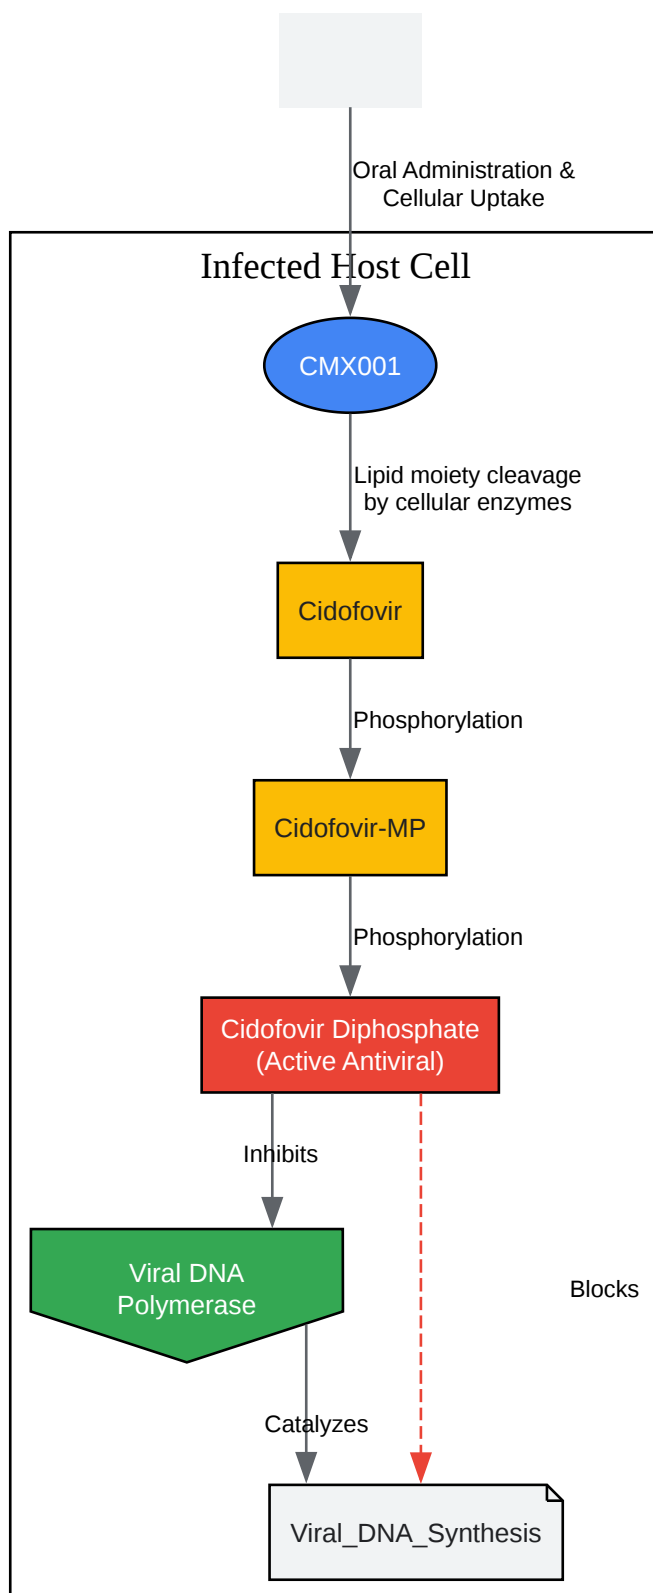 Oral Administration &
Cellular Uptake
Infected Host Cell
CMX001
Lipid moiety cleavage
by cellular enzymes
Cidofovir
Phosphorylation
Cidofovir-MP
Phosphorylation
Cidofovir Diphosphate
(Active Antiviral)
Inhibits
Viral DNA
Polymerase
Blocks
Catalyzes
Viral_DNA_Synthesis